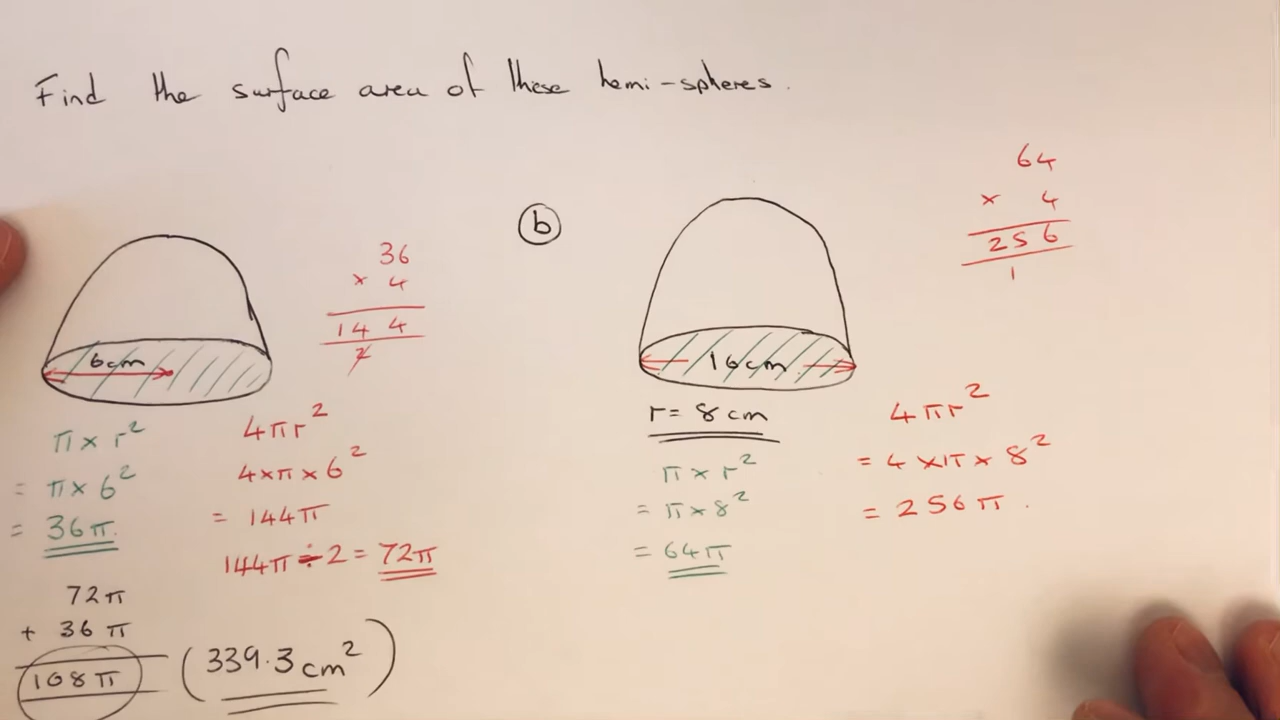 Find the surface area of these hemi-spheres.
6cm
36
× 4
144
2
π × r²
= π × 6²
= 36π.
4πr²
4×π×6²
= 144π
144π ÷ 2 = 72π
72π
+ 36π
108π
(339.3 cm²)
b
16cm
r = 8 cm
π × r²
= π × 8²
= 64π
64
× 4
256
1
4πr²
= 4 × π × 8²
= 256π.